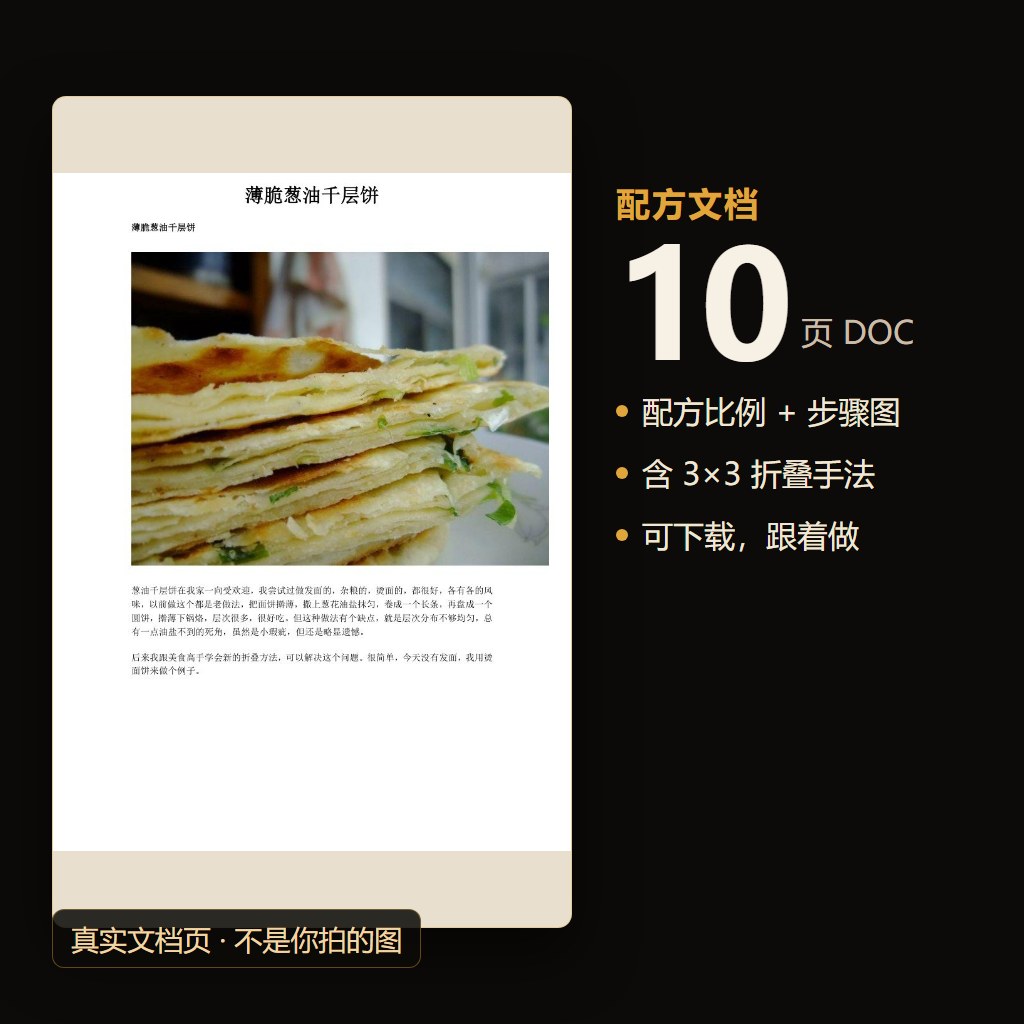 薄脆葱油千层饼
薄脆葱油千层饼
葱油千层饼在我家一向受欢迎，我尝试过做发面的，杂粮的，烫面的，都很好，各有各的风
味，以前做这个都是老做法，把面饼擀薄，撒上葱花油盐抹匀，卷成一个长条，再盘成一个
圆饼，擀薄下锅烙，层次很多，很好吃。但这种做法有个缺点，就是层次分布不够均匀，总
有一点油盐不到的死角，虽然是小瑕疵，但还是略显遗憾。
后来我跟美食高手学会新的折叠方法，可以解决这个问题。很简单，今天没有发面，我用烫
面饼来做个例子。
真实文档页 · 不是你拍的图
配方文档
10 页 DOC
配方比例 + 步骤图
含 3×3 折叠手法
可下载，跟着做